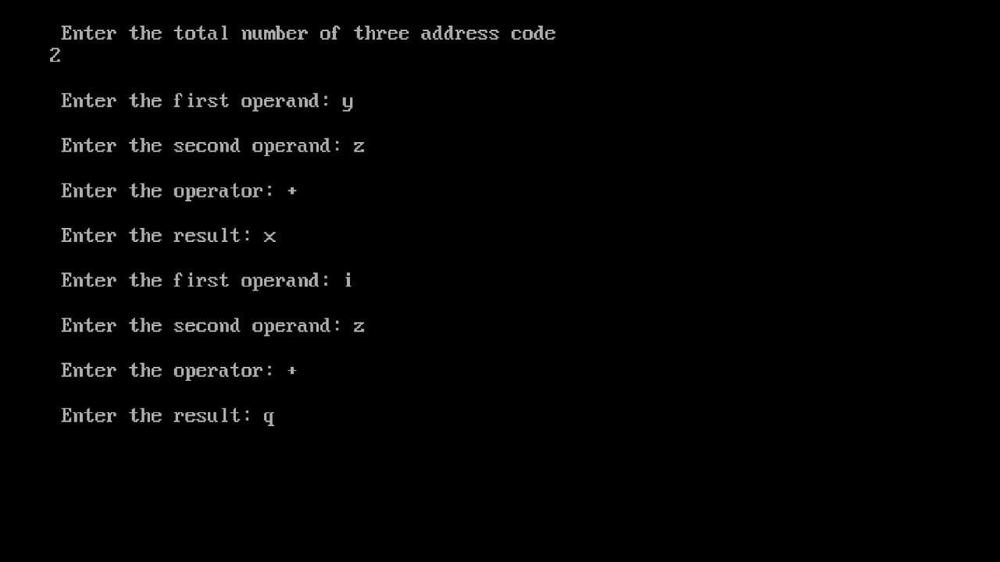 Enter the total number of three address code
2
Enter the first operand: y
Enter the second operand: z
Enter the operator: +
Enter the result: x
Enter the first operand: i
Enter the second operand: z
Enter the operator: +
Enter the result: q